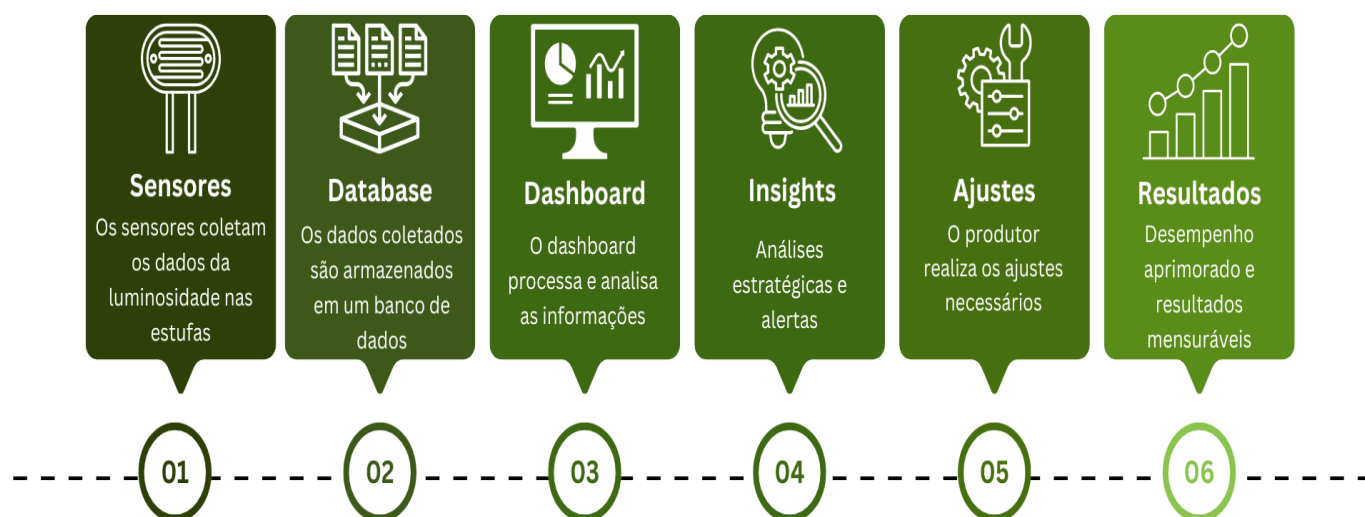 Sensores
Os sensores coletam
os dados da
luminosidade nas
estufas
Database
Os dados coletados
são armazenados
em um banco de
dados
Dashboard
O dashboard
processa e analisa
as informações
Insights
Análises
estratégicas e
alertas
Ajustes
O produtor
realiza os ajustes
necessários
Resultados
Desempenho
aprimorado e
resultados
mensuráveis
01
02
03
04
05
06